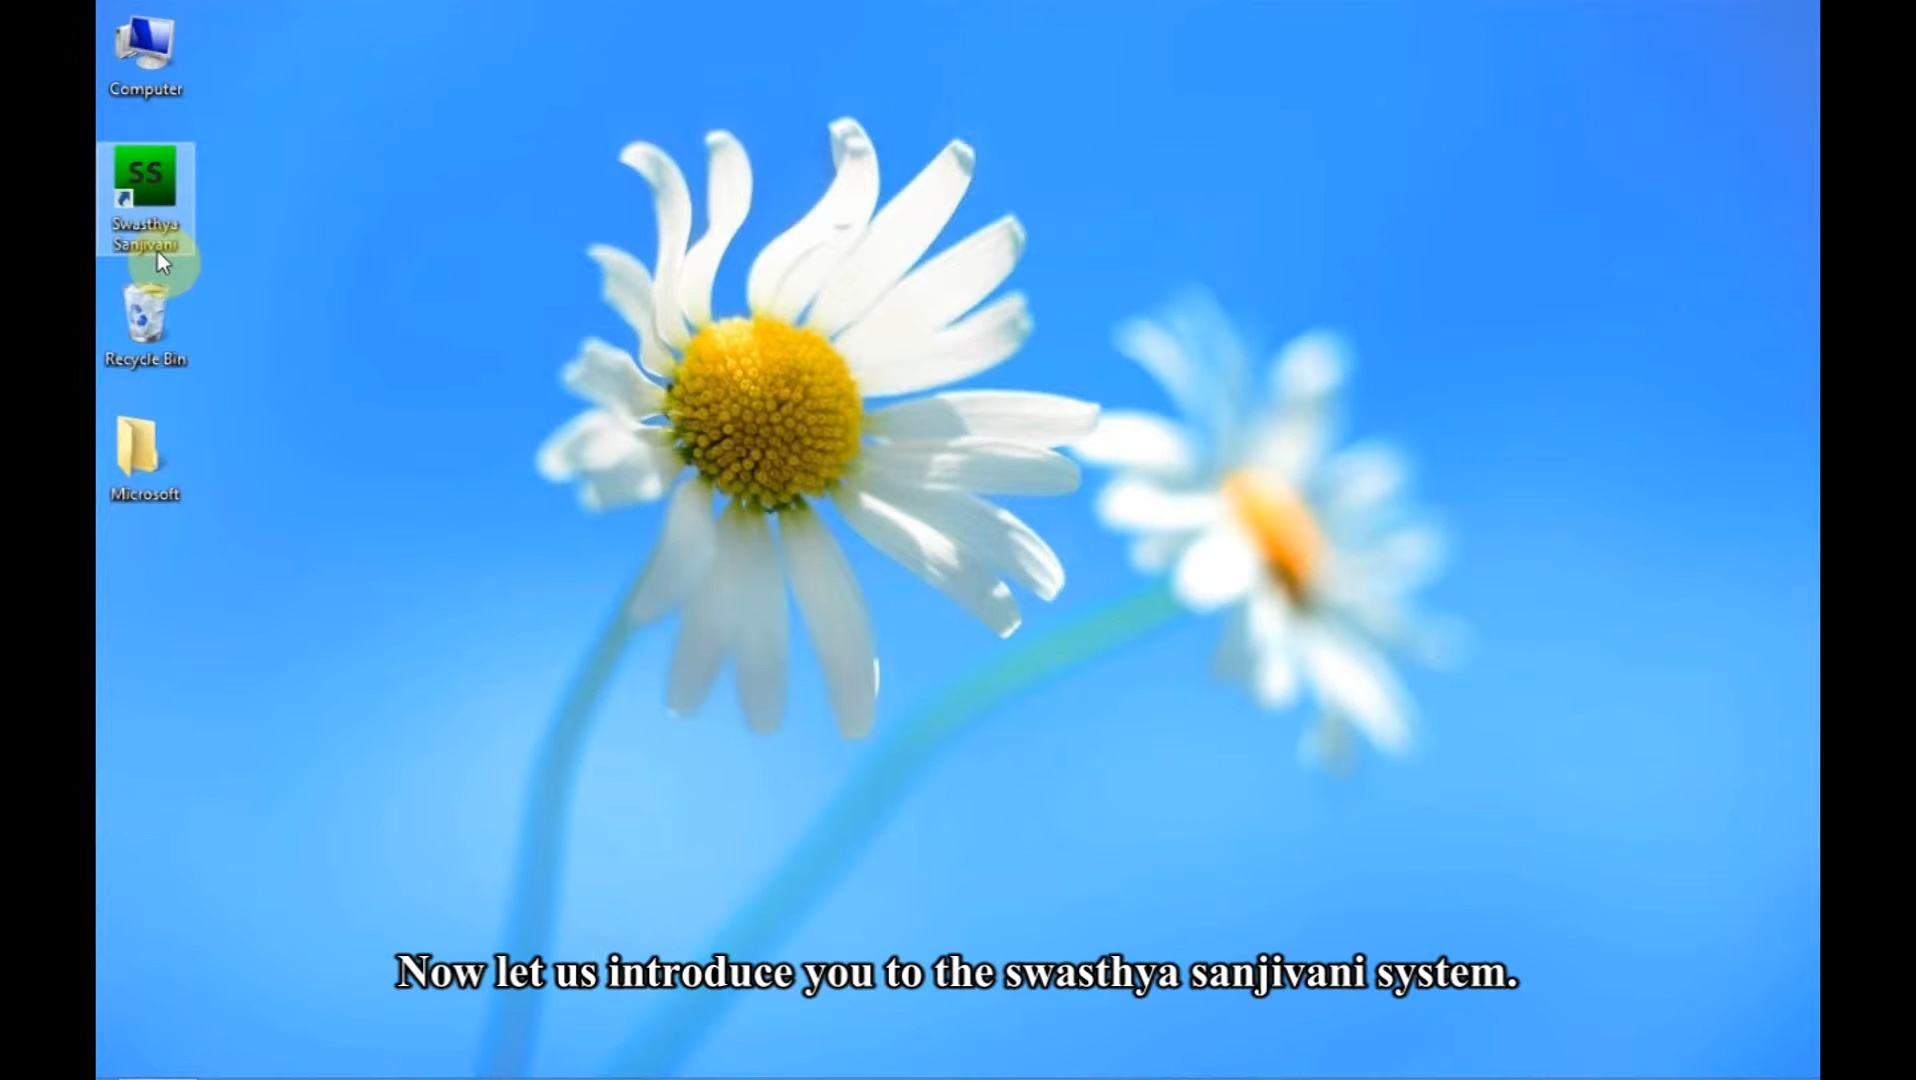 Computer
SS
Swasthya
Sanjivani
Recycle Bin
Microsoft
Now let us introduce you to the swasthya sanjivani system.